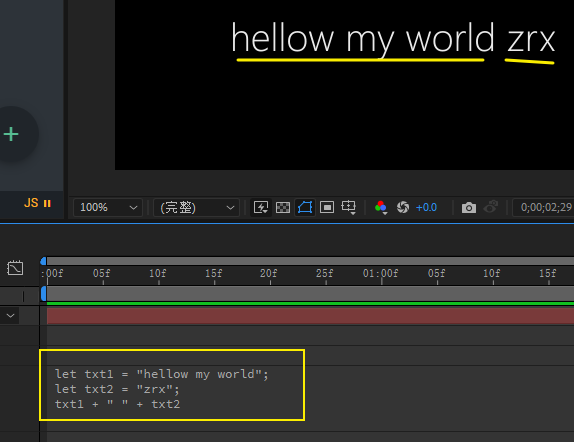 hellow my world zrx
JS
100%
(完整)
+0.0
0;00;02;29
:00f 05f 10f 15f 20f 25f 01:00f 05f 10f 15f
let txt1 = "hellow my world";
let txt2 = "zrx";
txt1 + " " + txt2